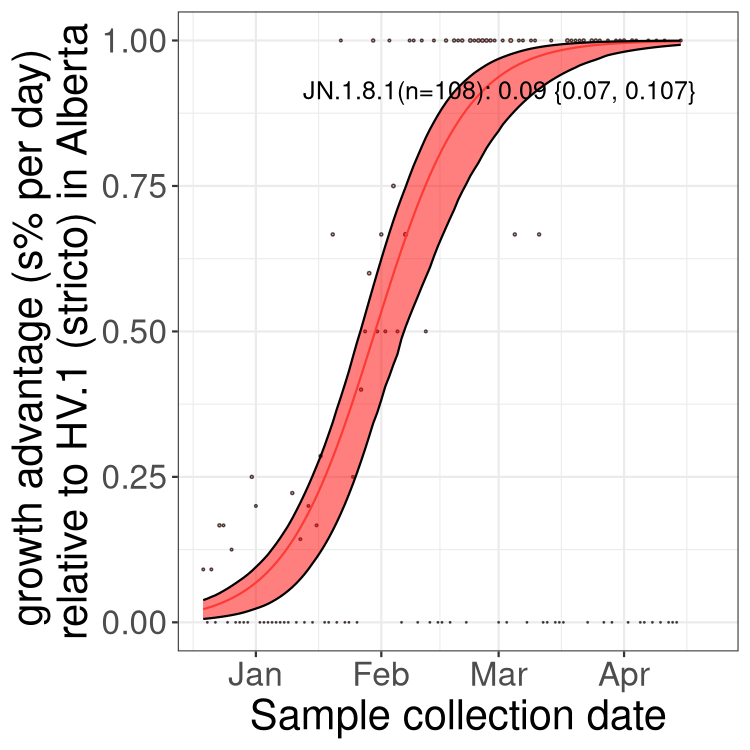 growth advantage (s% per day)
relative to HV.1 (stricto) in Alberta
1.00
0.75
0.50
0.25
0.00
JN.1.8.1(n=108): 0.09 {0.07, 0.107}
Jan Feb Mar Apr
Sample collection date